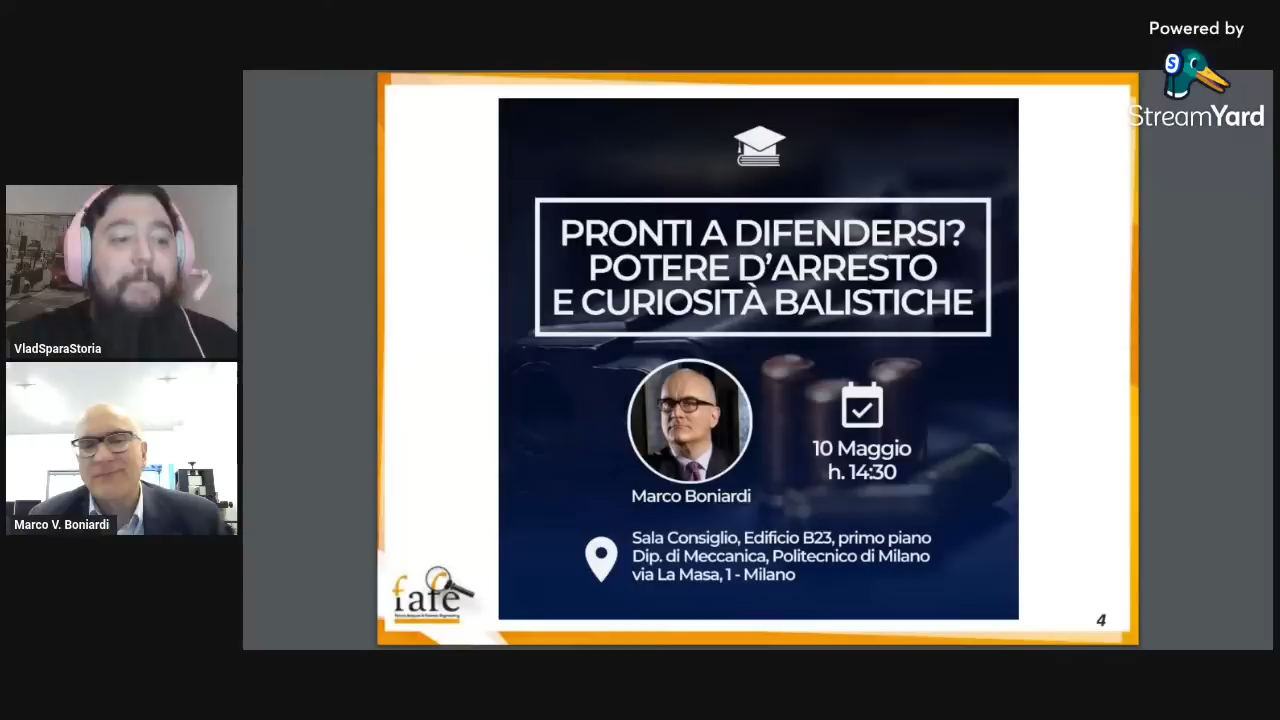 Powered by
StreamYard
PRONTI A DIFENDERSI?
POTERE D'ARRESTO
E CURIOSITÀ BALISTICHE
VladSparaStoria
Marco V. Boniardi
Marco Boniardi
10 Maggio
h. 14:30
Sala Consiglio, Edificio B23, primo piano
Dip. di Meccanica, Politecnico di Milano
via La Masa, 1 - Milano
fafe
4